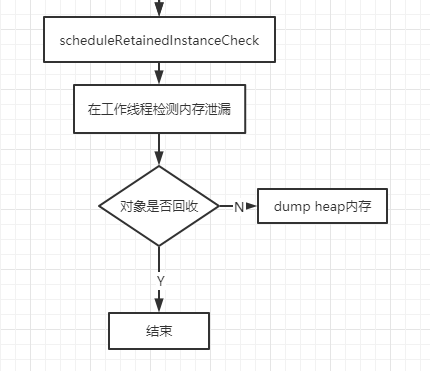 scheduleRetainedInstanceCheck
在工作线程检测内存泄漏
对象是否回收
N
dump heap内存
Y
结束